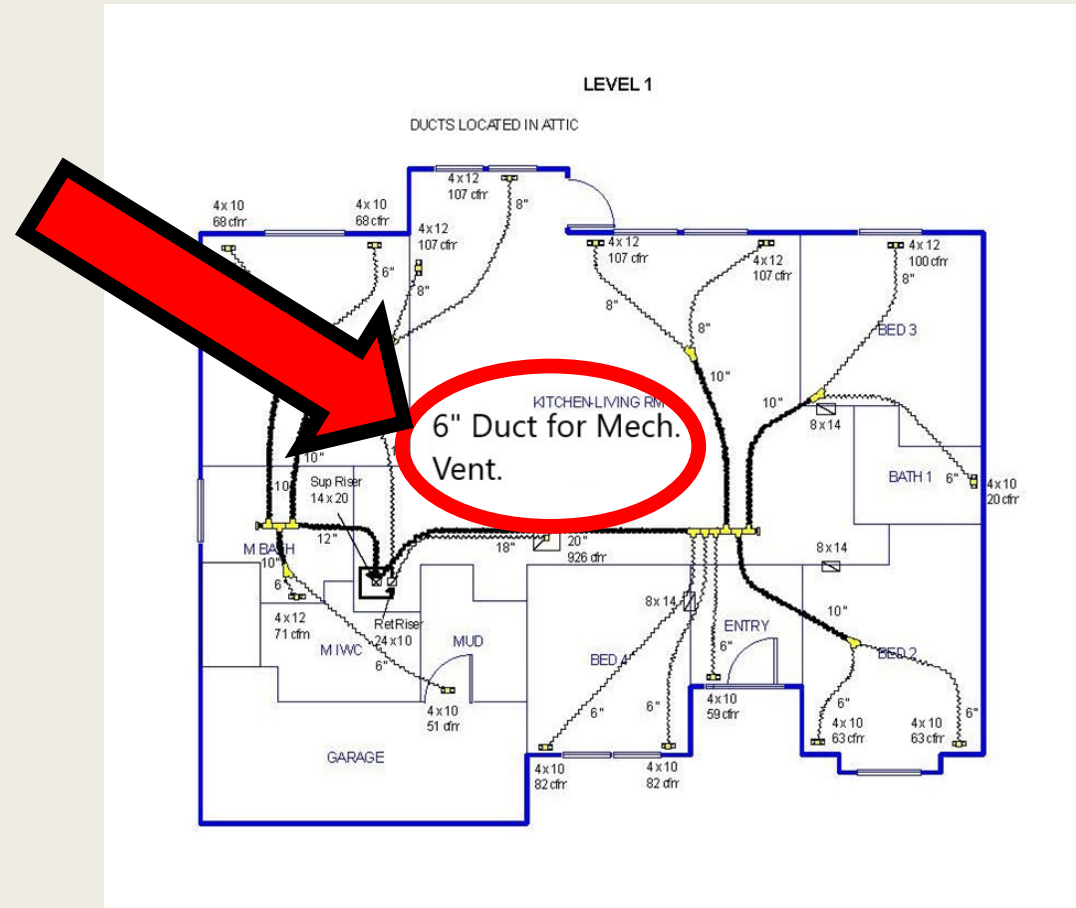 LEVEL 1
DUCTS LOCATED IN ATTIC
4 x 12
107 cfm
8"
4 x 10
68 cfm
4 x 10
68 cfm
4 x 12
107 cfm
6"
8"
4 x 12
107 cfm
4 x 12
107 cfm
4 x 12
100 cfm
8"
8"
8"
BED 3
10"
10"
KITCHEN-LIVING RM
10"
8 x 14
6" Duct for Mech.
Vent.
10"
10"
Sup Riser
14 x 20
BATH 1
6"
4 x 10
20 cfm
12"
18"
20"
926 cfm
M BATH
10"
6
8 x 14
4 x 12
71 cfm
Ret Riser
24 x 10
8 x 14
10"
M WC
MUD
6"
ENTRY
6"
BED 4
BED 2
4 x 10
51 cfm
6"
6"
4 x 10
59 cfm
6"
6"
4 x 10
63 cfm
4 x 10
63 cfm
GARAGE
4 x 10
82 cfm
4 x 10
82 cfm